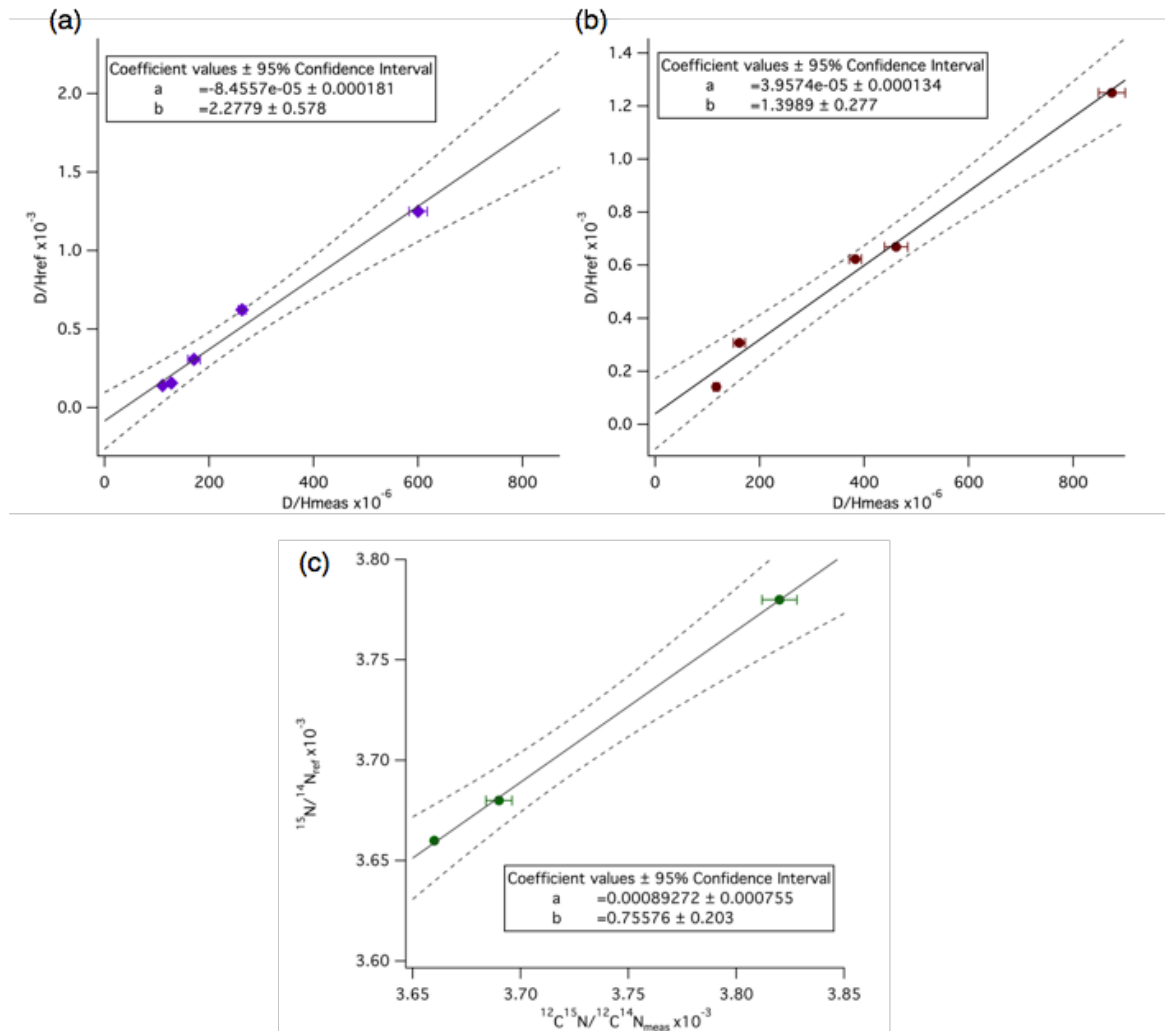 (a)
Coefficient values ± 95% Confidence Interval
a =-8.4557e-05 ± 0.000181
b =2.2779 ± 0.578
2.0
1.5
1.0
0.5
0.0
D/Href x10⁻³
0 200 400 600 800
D/Hmeas x10⁻⁶
(b)
Coefficient values ± 95% Confidence Interval
a =3.9574e-05 ± 0.000134
b =1.3989 ± 0.277
1.4
1.2
1.0
0.8
0.6
0.4
0.2
0.0
D/Href x10⁻³
0 200 400 600 800
D/Hmeas x10⁻⁶
(c)
3.80
3.75
3.70
3.65
3.60
¹⁵N/¹⁴Nref x10⁻³
Coefficient values ± 95% Confidence Interval
a =0.00089272 ± 0.000755
b =0.75576 ± 0.203
3.65 3.70 3.75 3.80 3.85
¹²C¹⁵N/¹²C¹⁴Nmeas x10⁻³